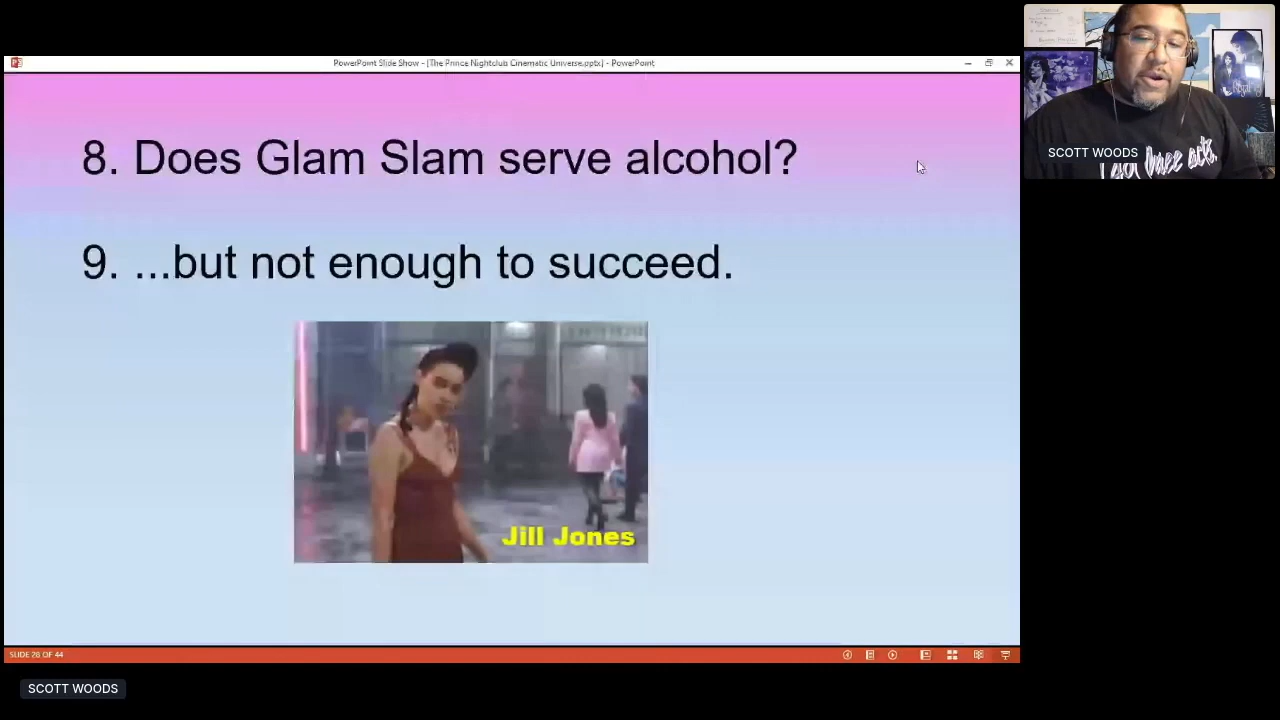 PowerPoint Slide Show - [The Prince Nightclub Cinematic Universe.pptx] - PowerPoint
8. Does Glam Slam serve alcohol?
9. ...but not enough to succeed.
Jill Jones
SLIDE 28 OF 44
SCOTT WOODS
SCOTT WOODS